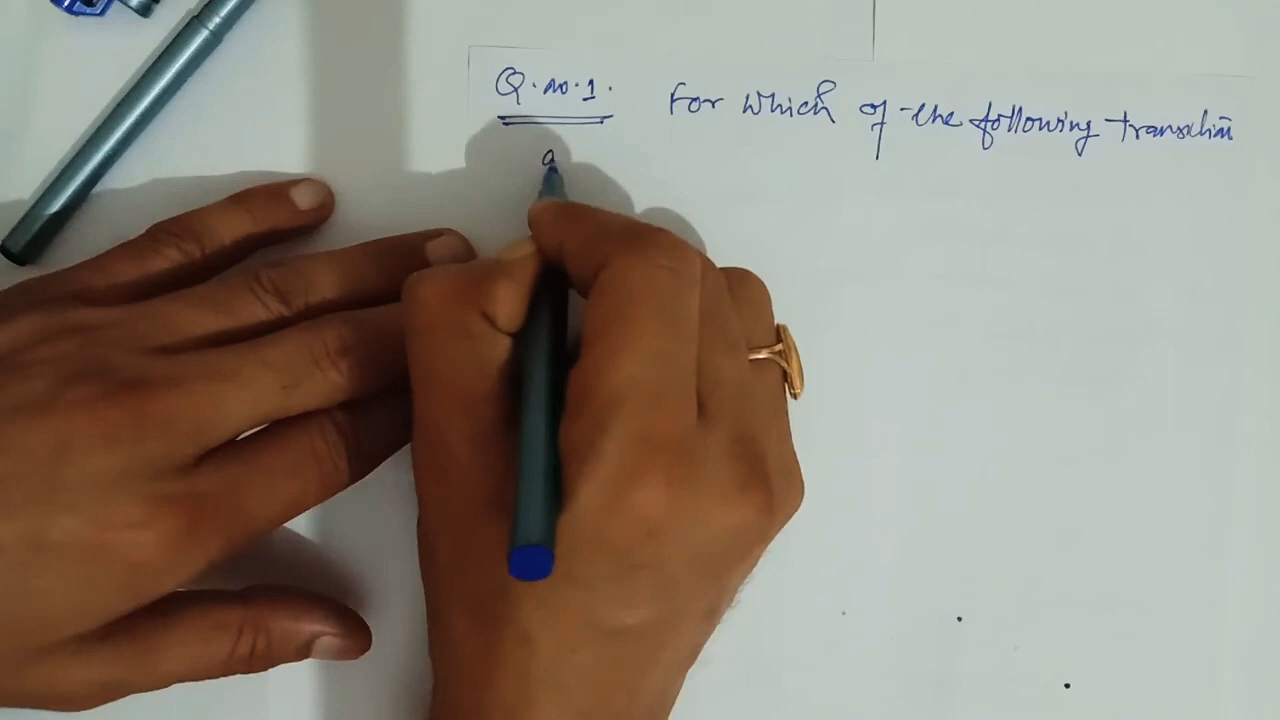 Q.no.1. For which of the following transition
a